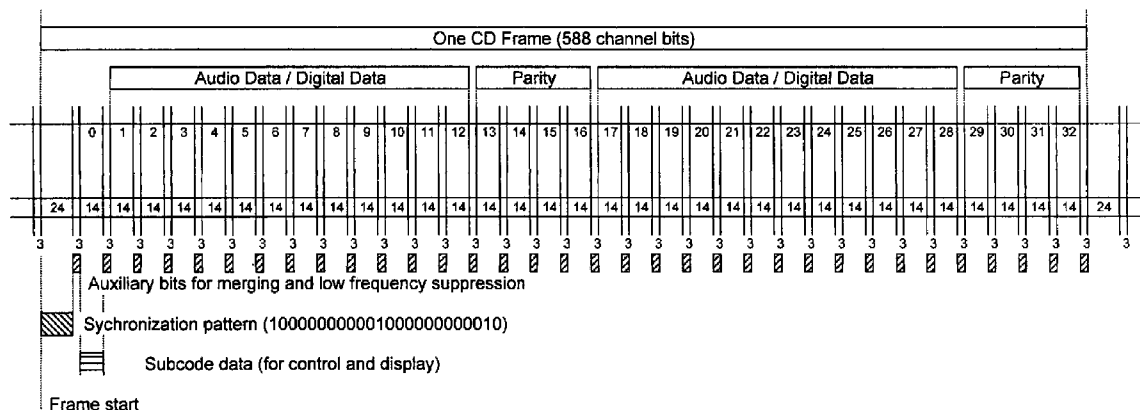 One CD Frame (588 channel bits)
Audio Data / Digital Data Parity Audio Data / Digital Data Parity
0 1 2 3 4 5 6 7 8 9 10 11 12 13 14 15 16 17 18 19 20 21 22 23 24 25 26 27 28 29 30 31 32
24 14 14 14 14 14 14 14 14 14 14 14 14 14 14 14 14 14 14 14 14 14 14 14 14 14 14 14 14 14 14 14 14 14 24
3 3 3 3 3 3 3 3 3 3 3 3 3 3 3 3 3 3 3 3 3 3 3 3 3 3 3 3 3 3 3 3 3 3 3 3
Auxiliary bits for merging and low frequency suppression
Sychronization pattern (100000000001000000000010)
Subcode data (for control and display)
Frame start